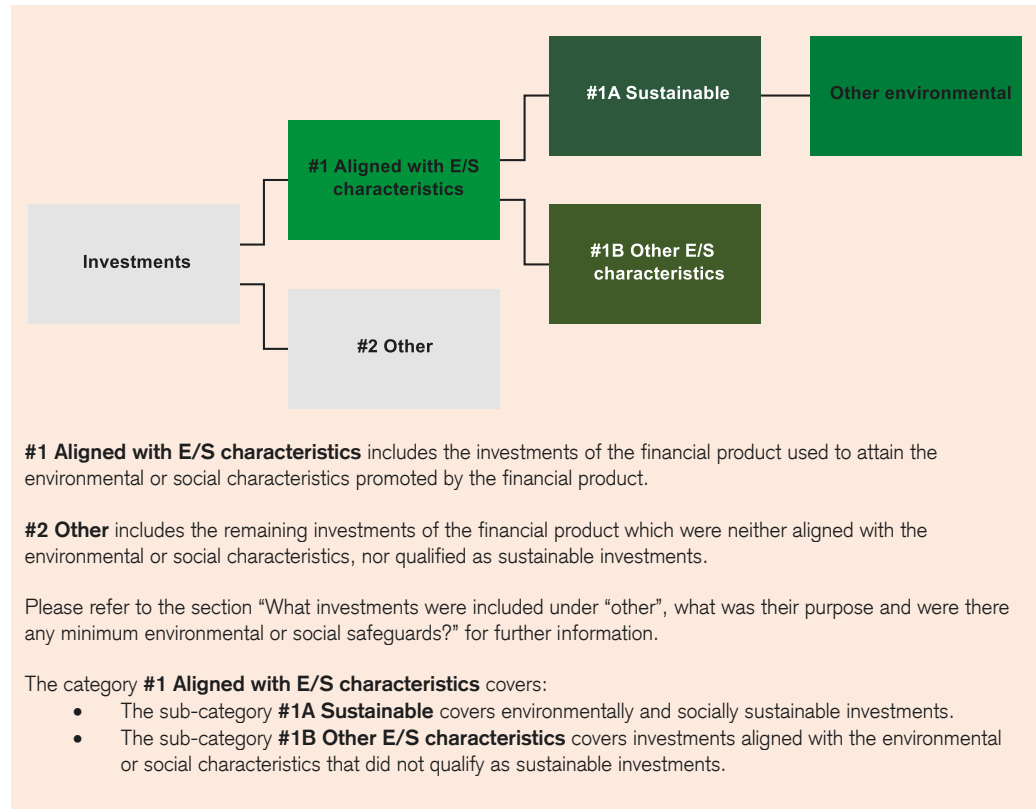 #1A Sustainable
Other environmental
#1 Aligned with E/S
characteristics
#1B Other E/S
characteristics
Investments
#2 Other
#1 Aligned with E/S characteristics includes the investments of the financial product used to attain the
environmental or social characteristics promoted by the financial product.
#2 Other includes the remaining investments of the financial product which were neither aligned with the
environmental or social characteristics, nor qualified as sustainable investments.
Please refer to the section “What investments were included under “other”, what was their purpose and were there
any minimum environmental or social safeguards?” for further information.
The category #1 Aligned with E/S characteristics covers:
• The sub-category #1A Sustainable covers environmentally and socially sustainable investments.
• The sub-category #1B Other E/S characteristics covers investments aligned with the environmental
or social characteristics that did not qualify as sustainable investments.